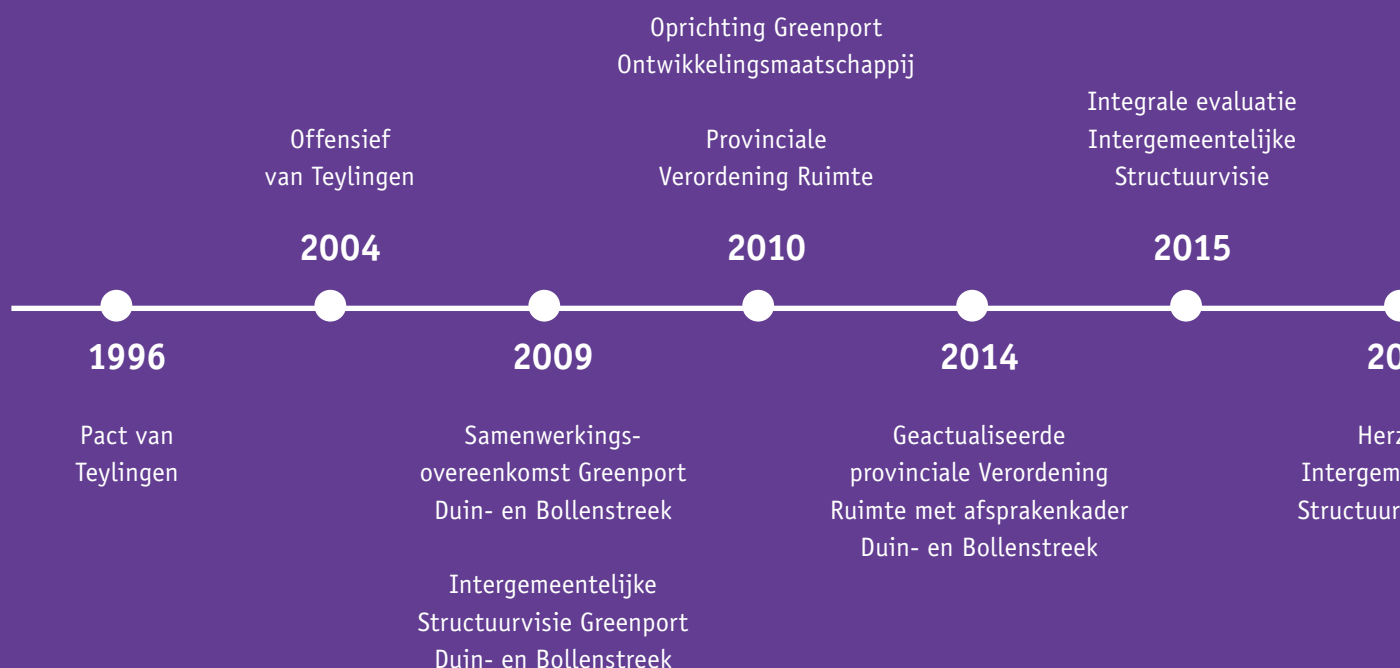 Oprichting Greenport
Ontwikkelingsmaatschappij
Integrale evaluatie
Intergemeentelijke
Structuurvisie
Offensief
van Teylingen
Provinciale
Verordening Ruimte
2004
2010
2015
1996
2009
2014
Pact van
Teylingen
Samenwerkings-
overeenkomst Greenport
Duin- en Bollenstreek
Intergemeentelijke
Structuurvisie Greenport
Duin- en Bollenstreek
Geactualiseerde
provinciale Verordening
Ruimte met afsprakenkader
Duin- en Bollenstreek